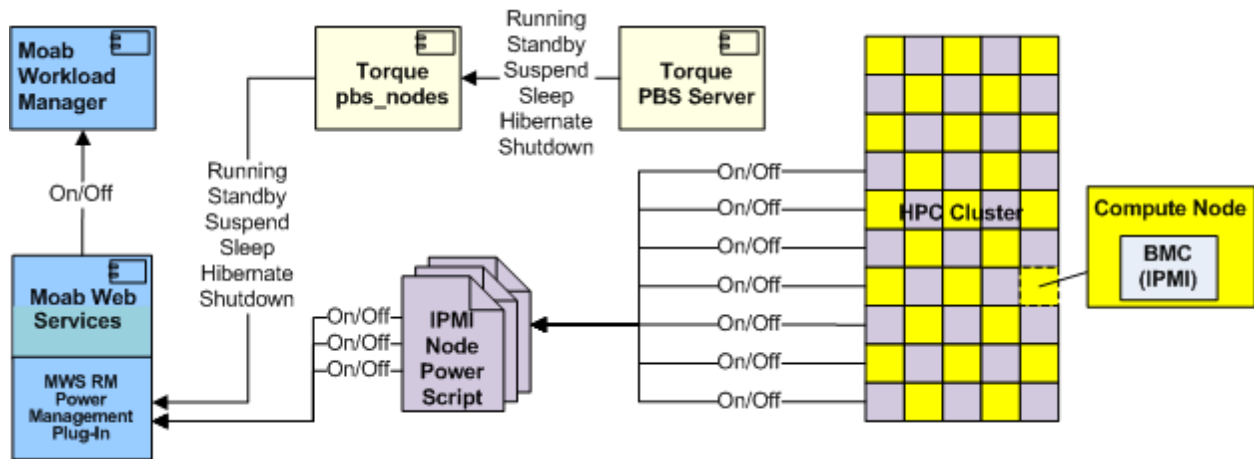 Moab
Workload
Manager
On/Off
Moab Web
Services
MWS RM
Power
Management
Plug-In
Running
Standby
Suspend
Sleep
Hibernate
Shutdown
Torque
pbs_nodes
Running
Standby
Suspend
Sleep
Hibernate
Shutdown
Torque
PBS Server
On/Off
On/Off
On/Off
IPMI
Node
Power
Script
On/Off
On/Off
On/Off
On/Off
On/Off
On/Off
On/Off
HPC Cluster
Compute Node
BMC
(IPMI)